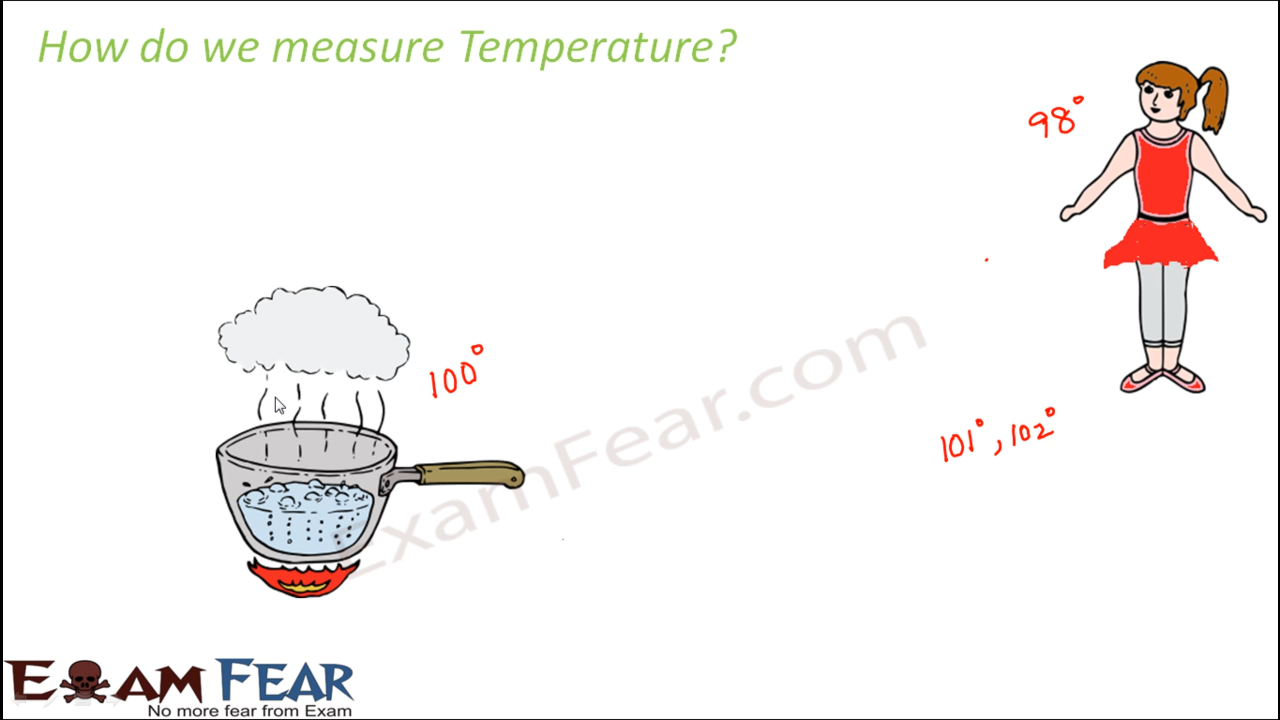 How do we measure Temperature?
98°
100°
101°, 102°
ExamFear.com
EXAM FEAR
No more fear from Exam